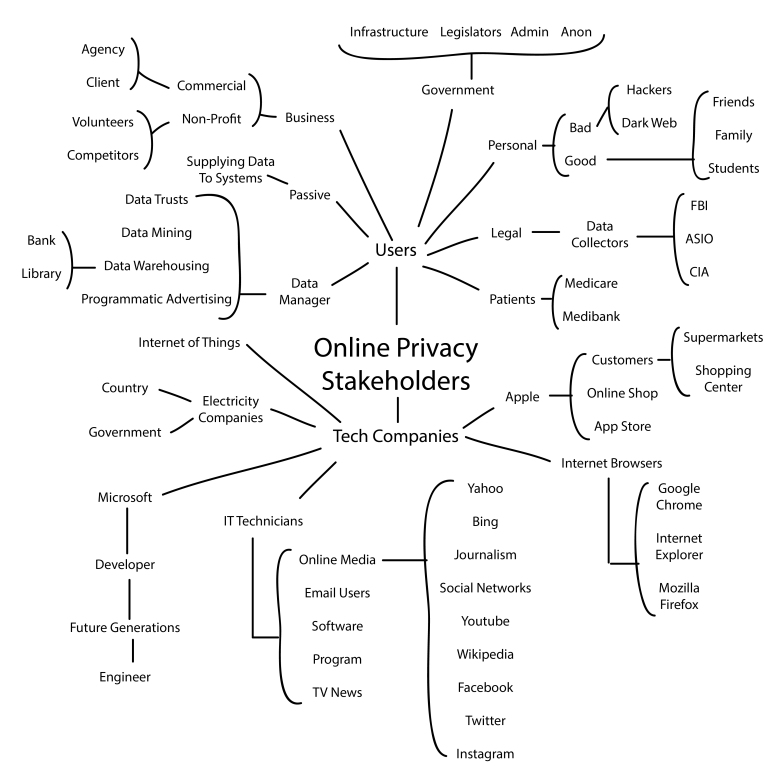 Infrastructure Legislators Admin Anon
Government
Agency
Client
Commercial
Volunteers
Competitors
Non-Profit
Business
Supplying Data
To Systems
Passive
Data Trusts
Data Mining
Data Warehousing
Programmatic Advertising
Bank
Library
Data
Manager
Personal
Bad
Good
Hackers
Dark Web
Friends
Family
Students
Legal
Data
Collectors
FBI
ASIO
CIA
Patients
Medicare
Medibank
Users
Online Privacy
Stakeholders
Tech Companies
Internet of Things
Country
Government
Electricity
Companies
Apple
Customers
Online Shop
App Store
Supermarkets
Shopping
Center
Internet Browsers
Google
Chrome
Internet
Explorer
Mozilla
Firefox
Microsoft
Developer
Future Generations
Engineer
IT Technicians
Online Media
Email Users
Software
Program
TV News
Yahoo
Bing
Journalism
Social Networks
Youtube
Wikipedia
Facebook
Twitter
Instagram